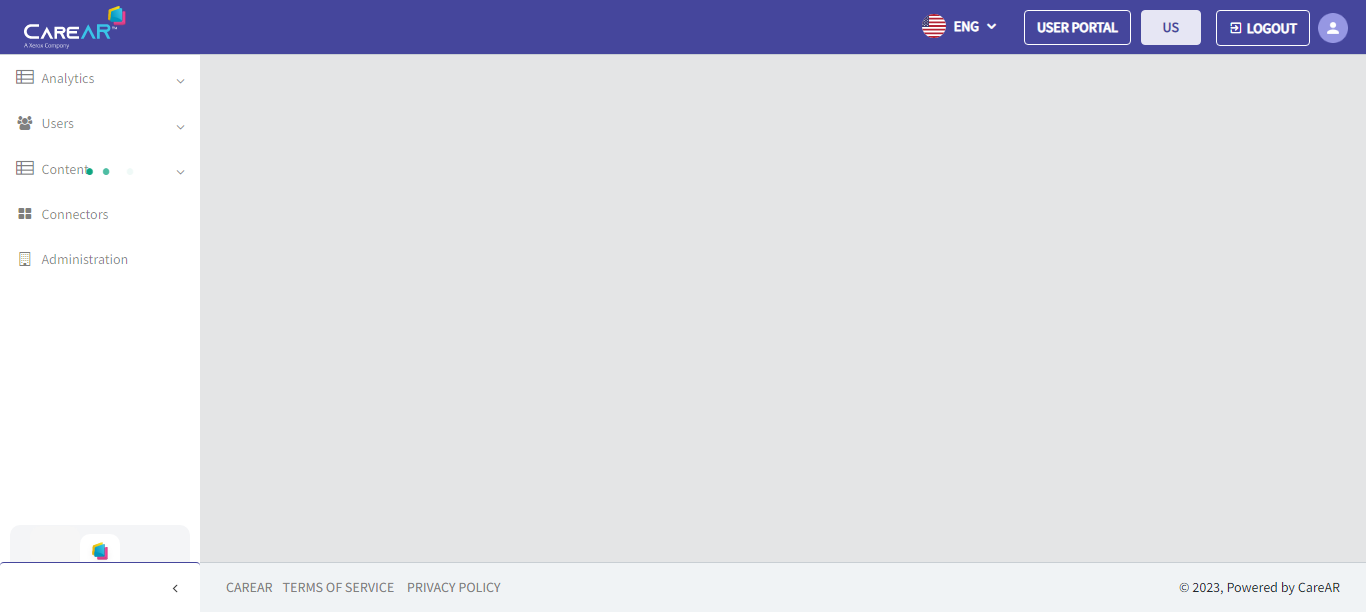 CAREAR™
A Xerox Company
ENG
USER PORTAL
US
LOGOUT
Analytics
Users
Content
Connectors
Administration
CAREAR TERMS OF SERVICE PRIVACY POLICY
© 2023, Powered by CareAR